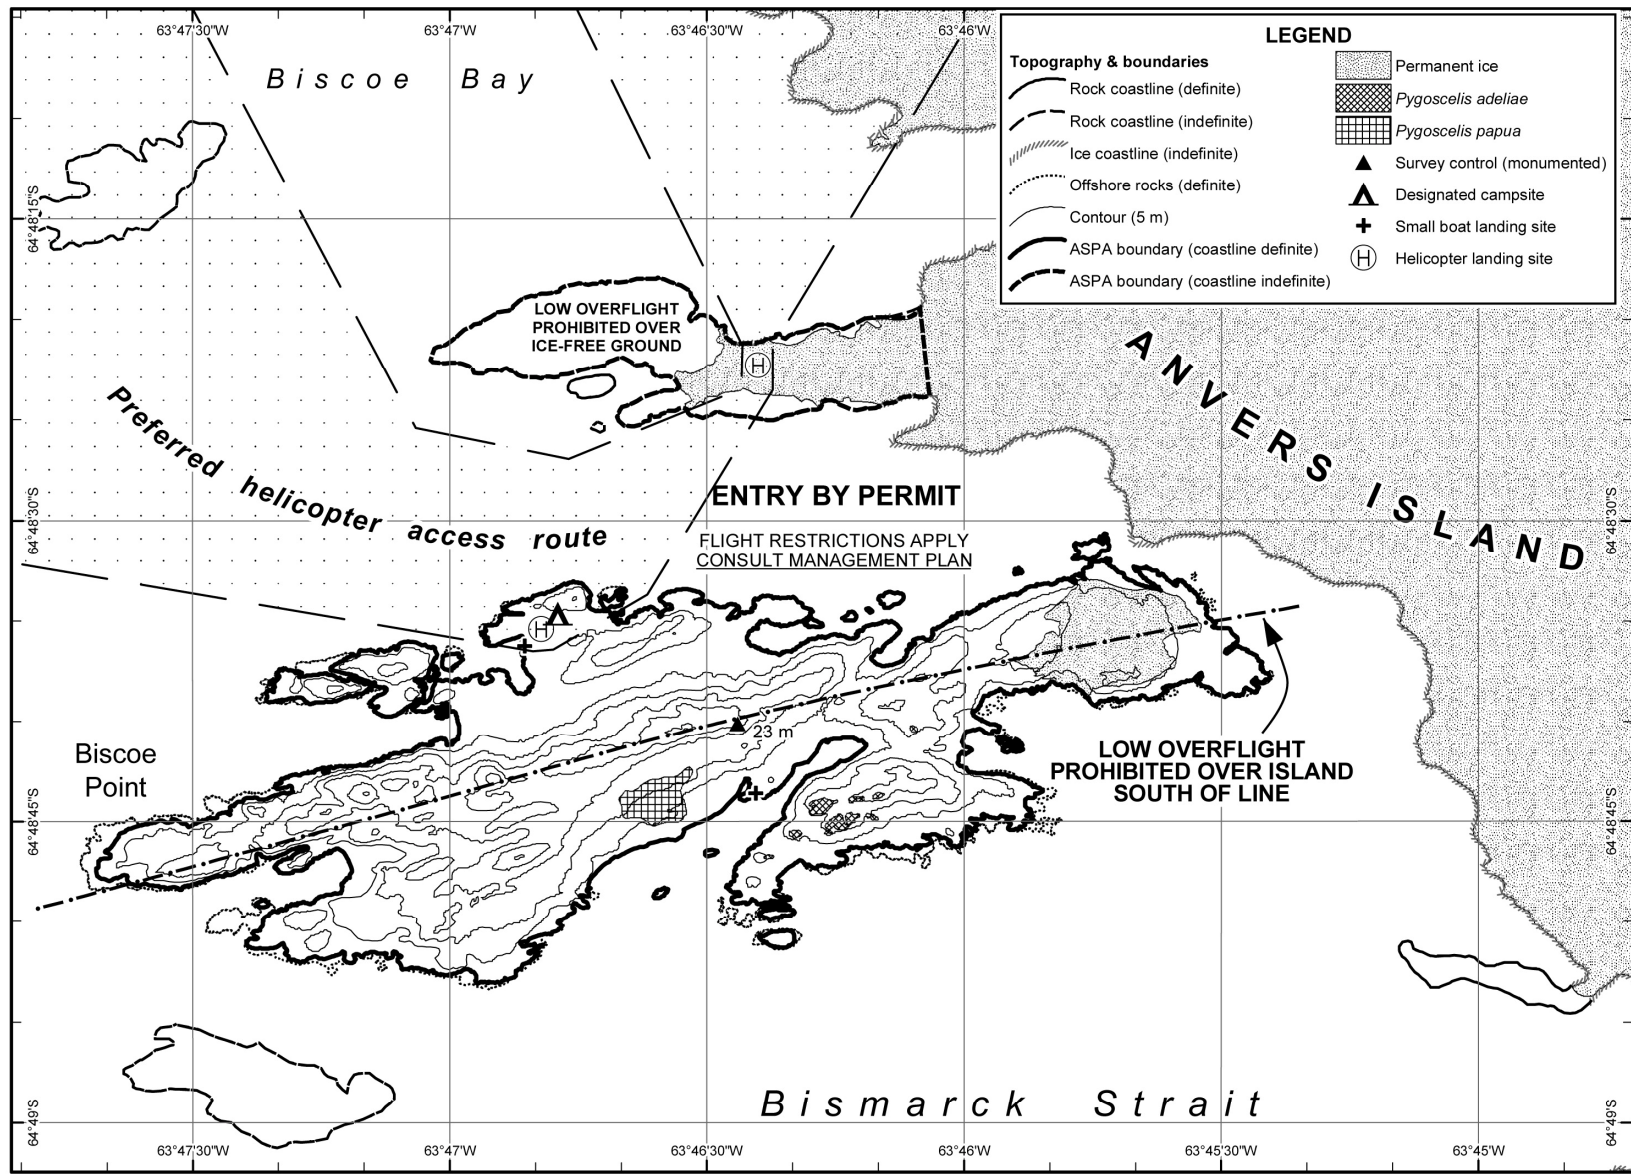 63°47'30"W
63°47'W
63°46'30"W
63°46'W
Biscoe Bay
LEGEND
Topography & boundaries
Rock coastline (definite)
Rock coastline (indefinite)
Ice coastline (indefinite)
Offshore rocks (definite)
Contour (5 m)
ASPA boundary (coastline definite)
ASPA boundary (coastline indefinite)
Permanent ice
Pygoscelis adeliae
Pygoscelis papua
Survey control (monumented)
Designated campsite
Small boat landing site
H Helicopter landing site
64°48'15"S
LOW OVERFLIGHT
PROHIBITED OVER
ICE-FREE GROUND
H
ANVERS ISLAND
Preferred helicopter access route
ENTRY BY PERMIT
FLIGHT RESTRICTIONS APPLY
CONSULT MANAGEMENT PLAN
64°48'30"S
64°48'30"S
H
23 m
Biscoe
Point
LOW OVERFLIGHT
PROHIBITED OVER ISLAND
SOUTH OF LINE
64°48'45"S
64°48'45"S
Bismarck Strait
64°49'S
64°49'S
63°47'30"W
63°47'W
63°46'30"W
63°46'W
63°45'30"W
63°45'W